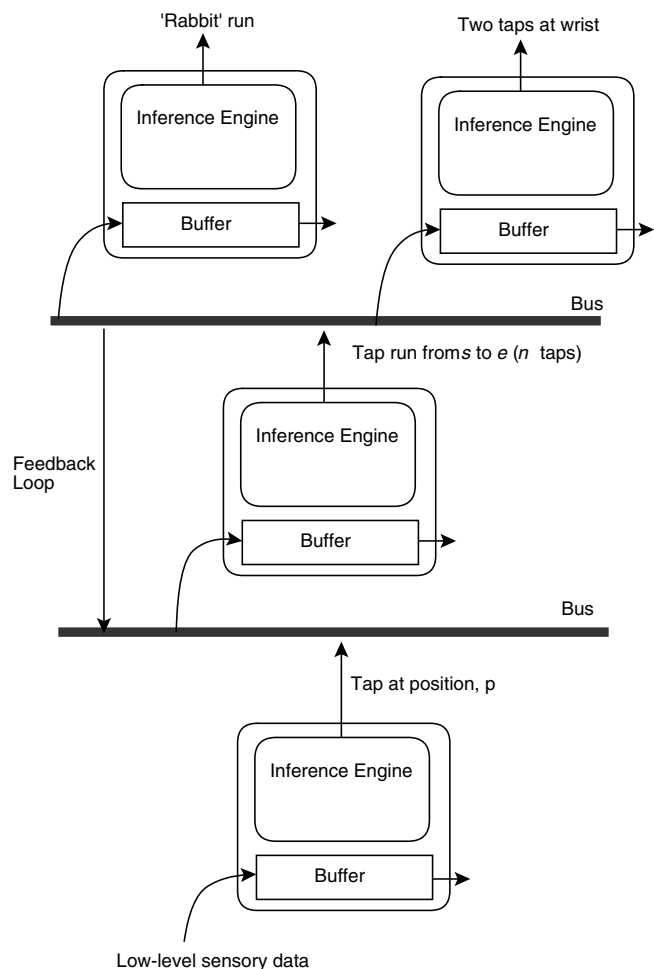 'Rabbit' run
Two taps at wrist
Inference Engine
Inference Engine
Buffer
Buffer
Bus
Tap run froms to e (n taps)
Inference Engine
Feedback
Loop
Buffer
Bus
Tap at position, p
Inference Engine
Buffer
Low-level sensory data